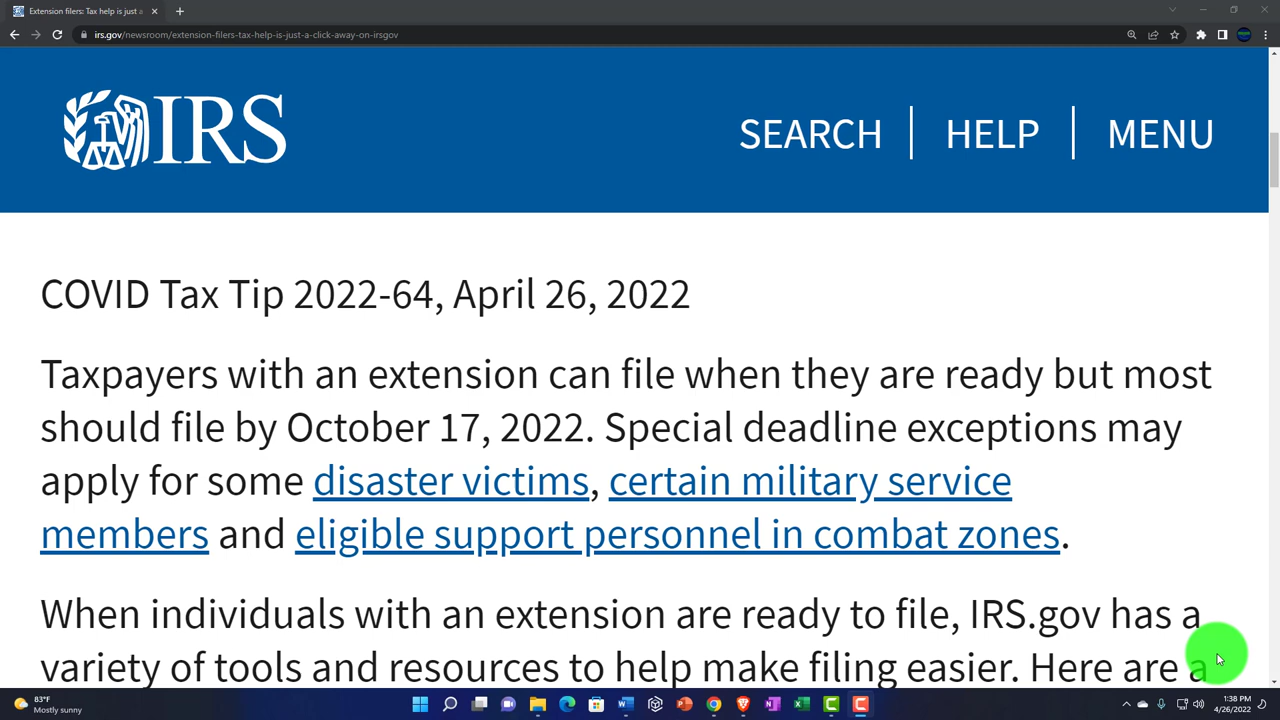 Extension filers: Tax help is just a
irs.gov/newsroom/extension-filers-tax-help-is-just-a-click-away-on-irsgov
IRS
SEARCH
HELP
MENU
COVID Tax Tip 2022-64, April 26, 2022
Taxpayers with an extension can file when they are ready but most
should file by October 17, 2022. Special deadline exceptions may
apply for some disaster victims, certain military service
members and eligible support personnel in combat zones.
When individuals with an extension are ready to file, IRS.gov has a
variety of tools and resources to help make filing easier. Here are a
83°F
Mostly sunny
1:38 PM
4/26/2022